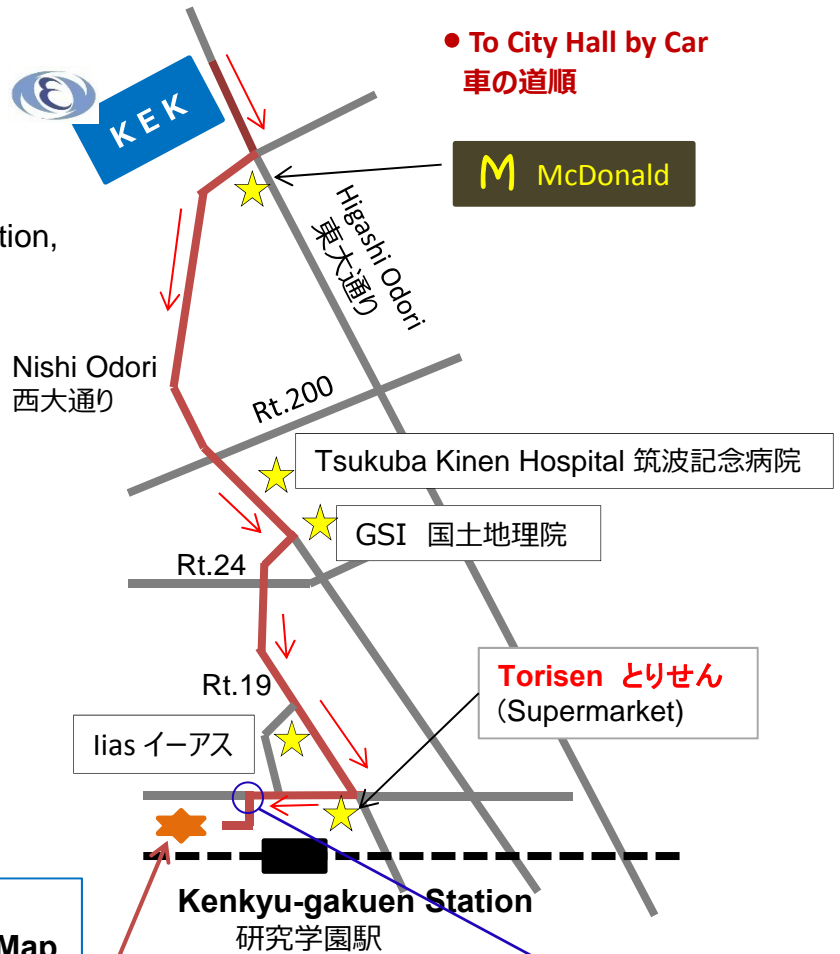 • To City Hall by Car
車の道順
KEK
M McDonald
tion,
Higashi Odori
東大通り
Nishi Odori
西大通り
Rt.200
Tsukuba Kinen Hospital 筑波記念病院
GSI 国土地理院
Rt.24
Torisen とりせん
(Supermarket)
Rt.19
Iias イーアス
Kenkyu-gakuen Station
研究学園駅
Map